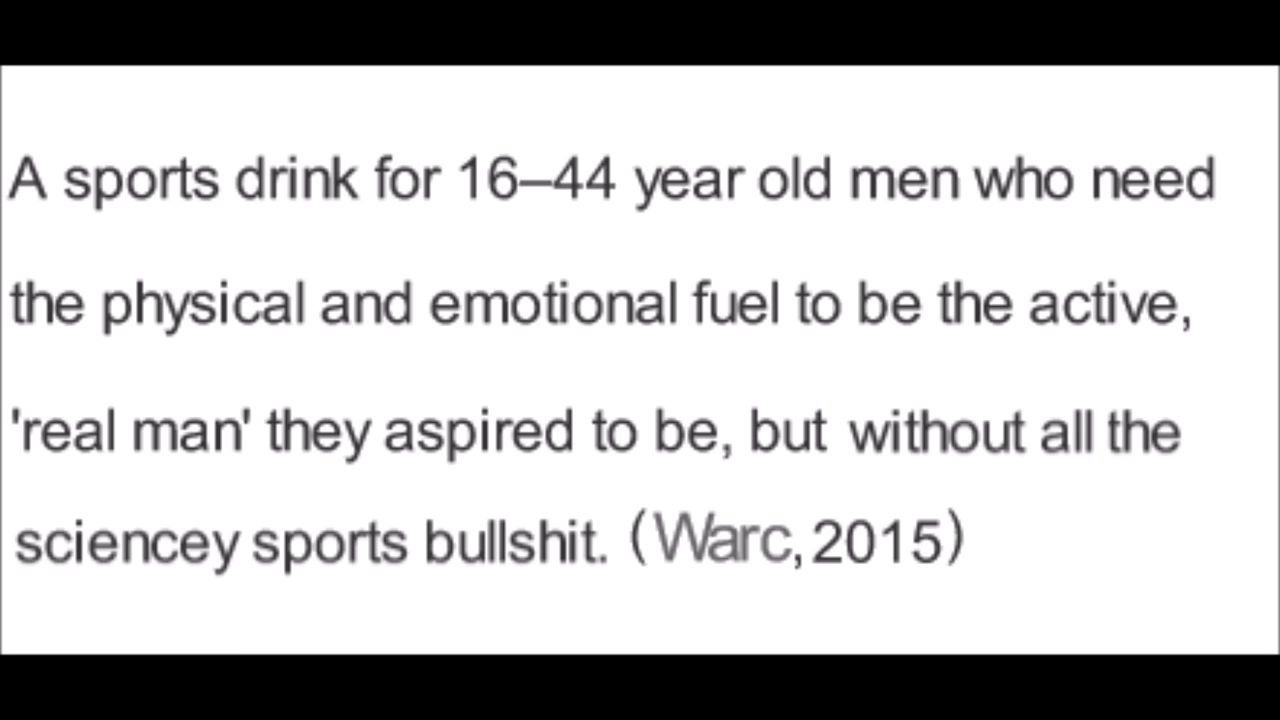 A sports drink for 16–44 year old men who need
the physical and emotional fuel to be the active,
'real man' they aspired to be, but without all the
sciencey sports bullshit. (Warc, 2015)